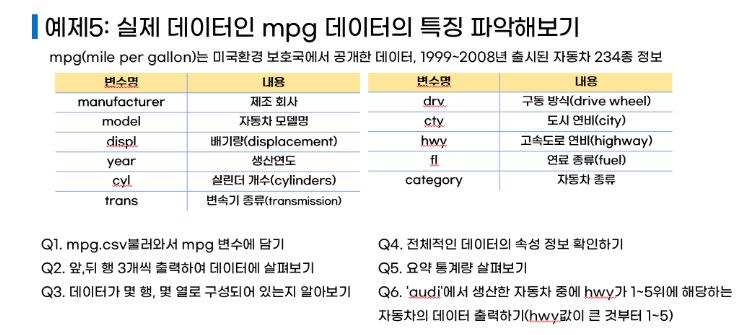 예제5: 실제 데이터인 mpg 데이터의 특징 파악해보기
mpg(mile per gallon)는 미국환경 보호국에서 공개한 데이터, 1999~2008년 출시된 자동차 234종 정보
변수명 내용
manufacturer 제조 회사
model 자동차 모델명
displ 배기량(displacement)
year 생산연도
cyl 실린더 개수(cylinders)
trans 변속기 종류(transmission)
변수명 내용
drv 구동 방식(drive wheel)
cty 도시 연비(city)
hwy 고속도로 연비(highway)
fl 연료 종류(fuel)
category 자동차 종류
Q1. mpg.csv불러와서 mpg 변수에 담기
Q2. 앞,뒤 행 3개씩 출력하여 데이터에 살펴보기
Q3. 데이터가 몇 행, 몇 열로 구성되어 있는지 알아보기
Q4. 전체적인 데이터의 속성 정보 확인하기
Q5. 요약 통계량 살펴보기
Q6. 'audi'에서 생산한 자동차 중에 hwy가 1~5위에 해당하는
자동차의 데이터 출력하기(hwy값이 큰 것부터 1~5)